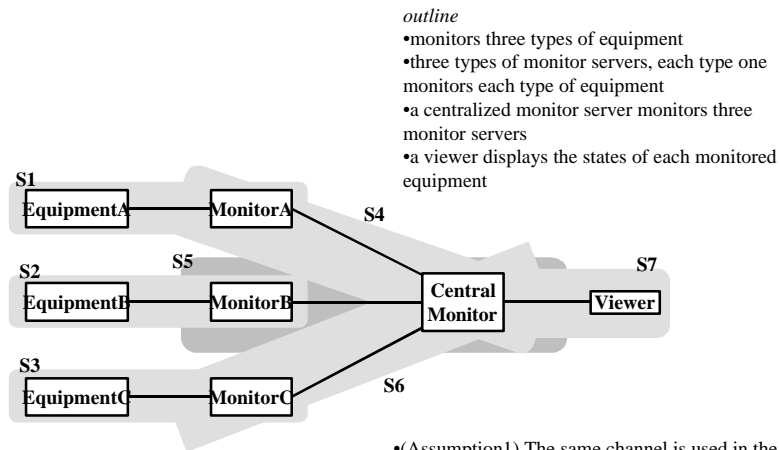 outline
•monitors three types of equipment
•three types of monitor servers, each type one
monitors each type of equipment
•a centralized monitor server monitors three
monitor servers
•a viewer displays the states of each monitored
equipment
S1
EquipmentA
MonitorA
S4
S2
EquipmentB
S5
MonitorB
Central
Monitor
S7
Viewer
S3
EquipmentC
MonitorC
S6
•(Assumption1) The same channel is used in the